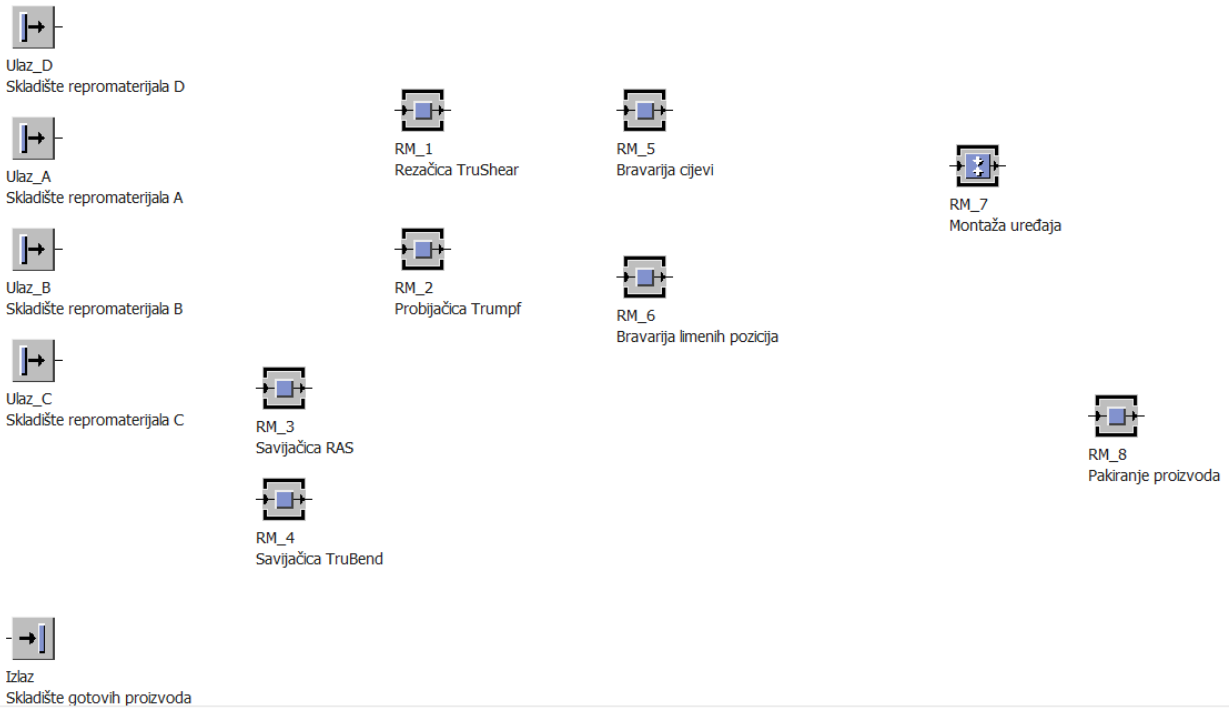 Ulaz_D
Skladište repromaterijala D
Ulaz_A
Skladište repromaterijala A
Ulaz_B
Skladište repromaterijala B
Ulaz_C
Skladište repromaterijala C
RM_1
Rezačica TruShear
RM_2
Probijačica Trumpf
RM_3
Savijačica RAS
RM_4
Savijačica TruBend
RM_5
Bravarija cijevi
RM_6
Bravarija limenih pozicija
RM_7
Montaža uređaja
RM_8
Pakiranje proizvoda
Izlaz
Skladište gotovih proizvoda